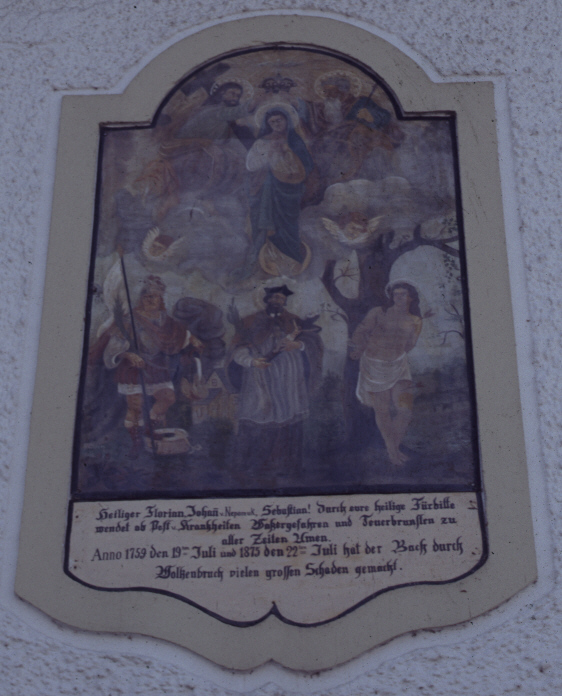 Heiliger Florian, Johañ v. Nepomuk, Sebastian! Durch eure heilige Fürbitte
wendet ab Pest- u. Krankheiten Waßergefahren und Feuerbrunsten zu
aller Zeiten Amen.
Anno 1759 den 19ten Juli und 1875 den 22ten Juli hat der Bach durch
Wolkenbruch vielen grossen Schaden gemacht.